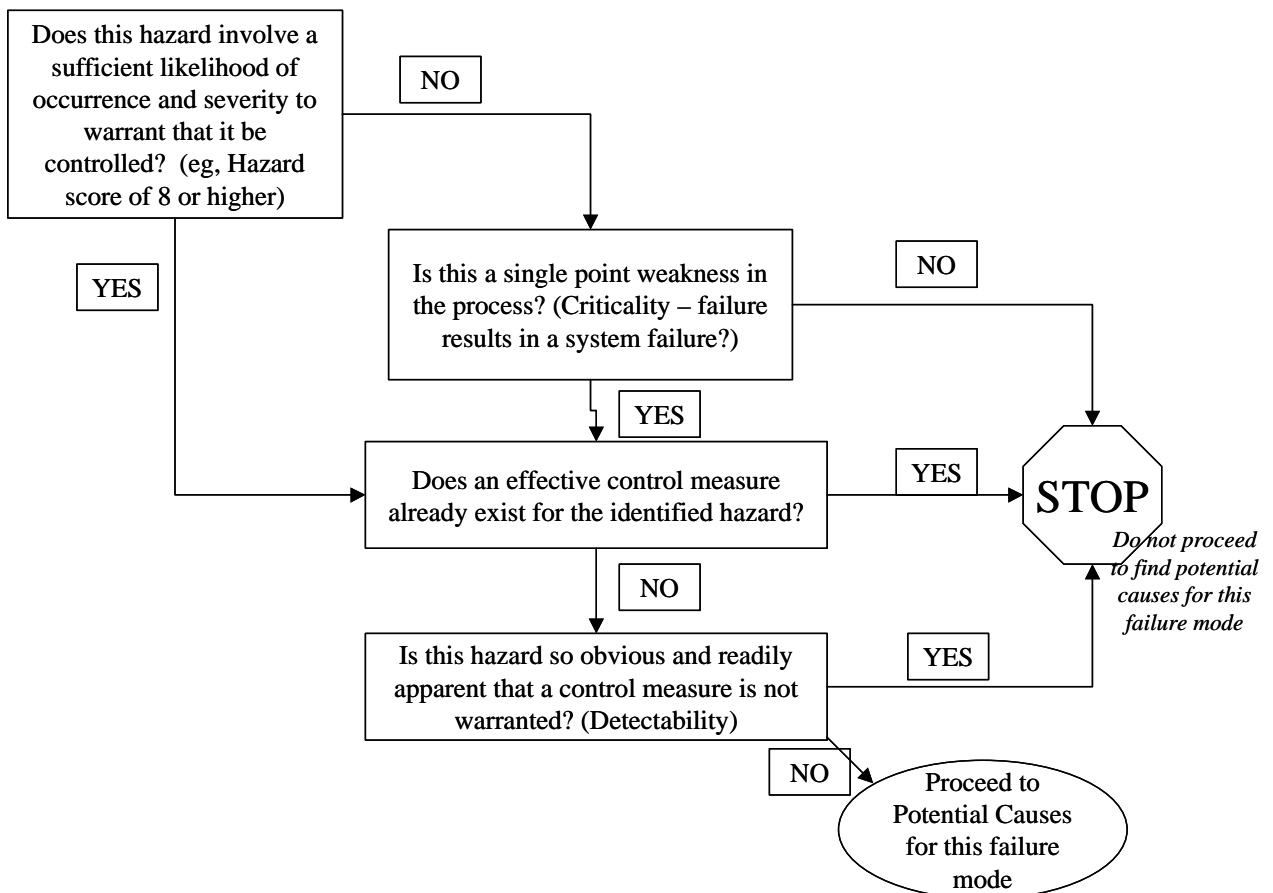 Does this hazard involve a
sufficient likelihood of
occurrence and severity to
warrant that it be
controlled?  (eg, Hazard
score of 8 or higher)
NO
YES
Is this a single point weakness in
the process? (Criticality – failure
results in a system failure?)
NO
YES
Does an effective control measure
already exist for the identified hazard?
YES
STOP
Do not proceed
to find potential
causes for this
failure mode
NO
Is this hazard so obvious and readily
apparent that a control measure is not
warranted? (Detectability)
YES
NO
Proceed to
Potential Causes
for this failure
mode